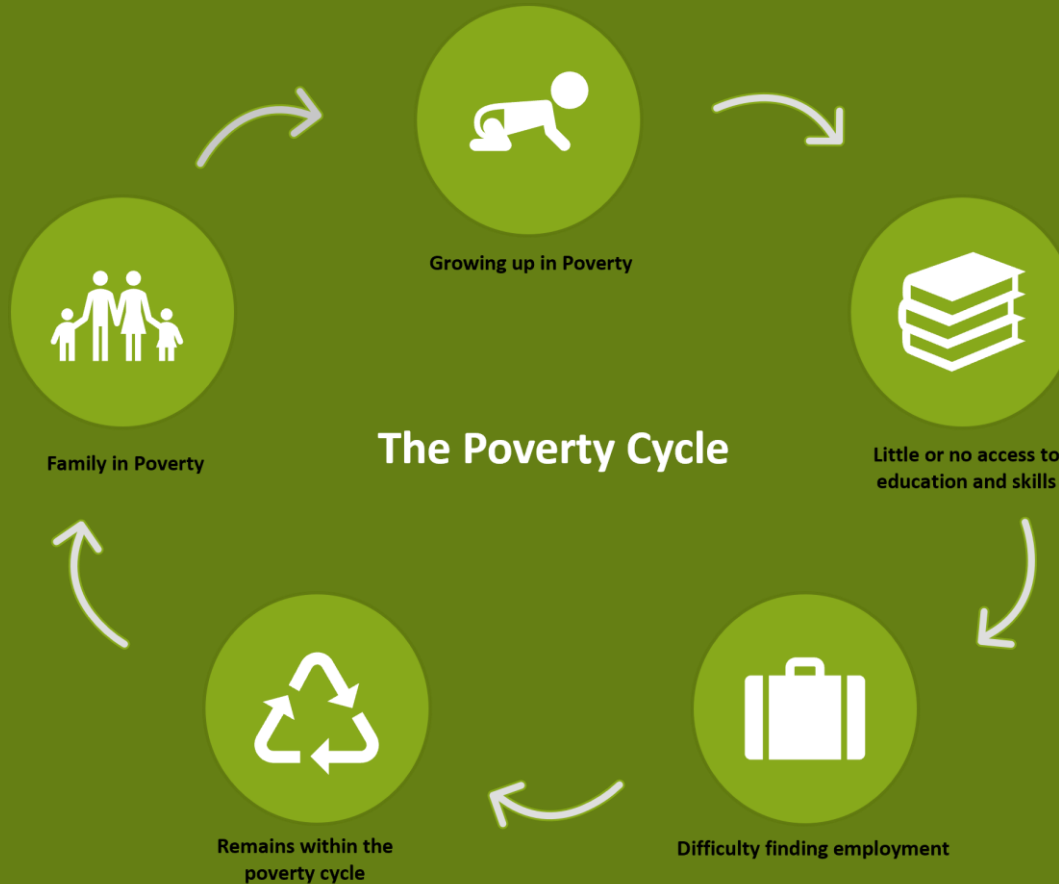 Growing up in Poverty
Family in Poverty
The Poverty Cycle
Little or no access to
education and skills
Remains within the
poverty cycle
Difficulty finding employment